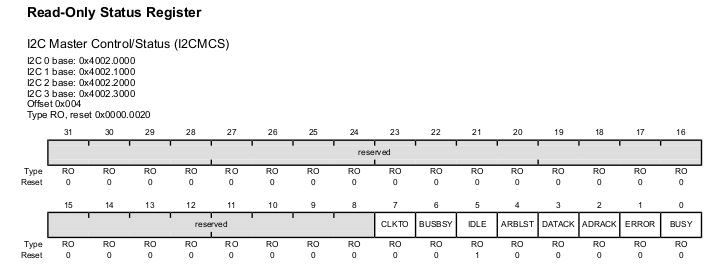 Read-Only Status Register
I2C Master Control/Status (I2CMCS)
I2C 0 base: 0x4002.0000
I2C 1 base: 0x4002.1000
I2C 2 base: 0x4002.2000
I2C 3 base: 0x4002.3000
Offset 0x004
Type RO, reset 0x0000.0020
31 30 29 28 27 26 25 24 23 22 21 20 19 18 17 16
reserved
Type RO RO RO RO RO RO RO RO RO RO RO RO RO RO RO RO
Reset 0 0 0 0 0 0 0 0 0 0 0 0 0 0 0 0
15 14 13 12 11 10 9 8 7 6 5 4 3 2 1 0
reserved CLKTO BUSBSY IDLE ARBLST DATACK ADRACK ERROR BUSY
Type RO RO RO RO RO RO RO RO RO RO RO RO RO RO RO RO
Reset 0 0 0 0 0 0 0 0 0 0 1 0 0 0 0 0